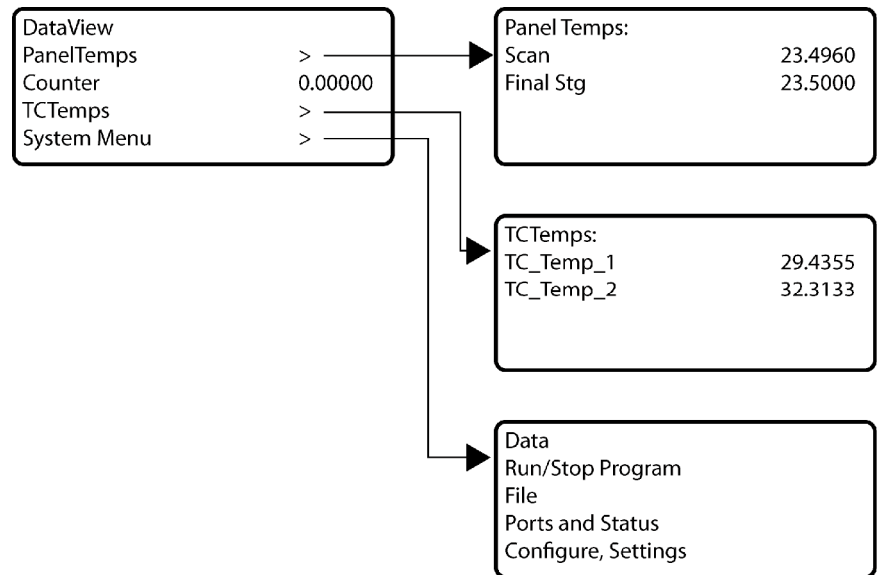 DataView
PanelTemps >
Counter 0.00000
TCTemps >
System Menu >
Panel Temps:
Scan 23.4960
Final Stg 23.5000
TCTemps:
TC_Temp_1 29.4355
TC_Temp_2 32.3133
Data
Run/Stop Program
File
Ports and Status
Configure, Settings